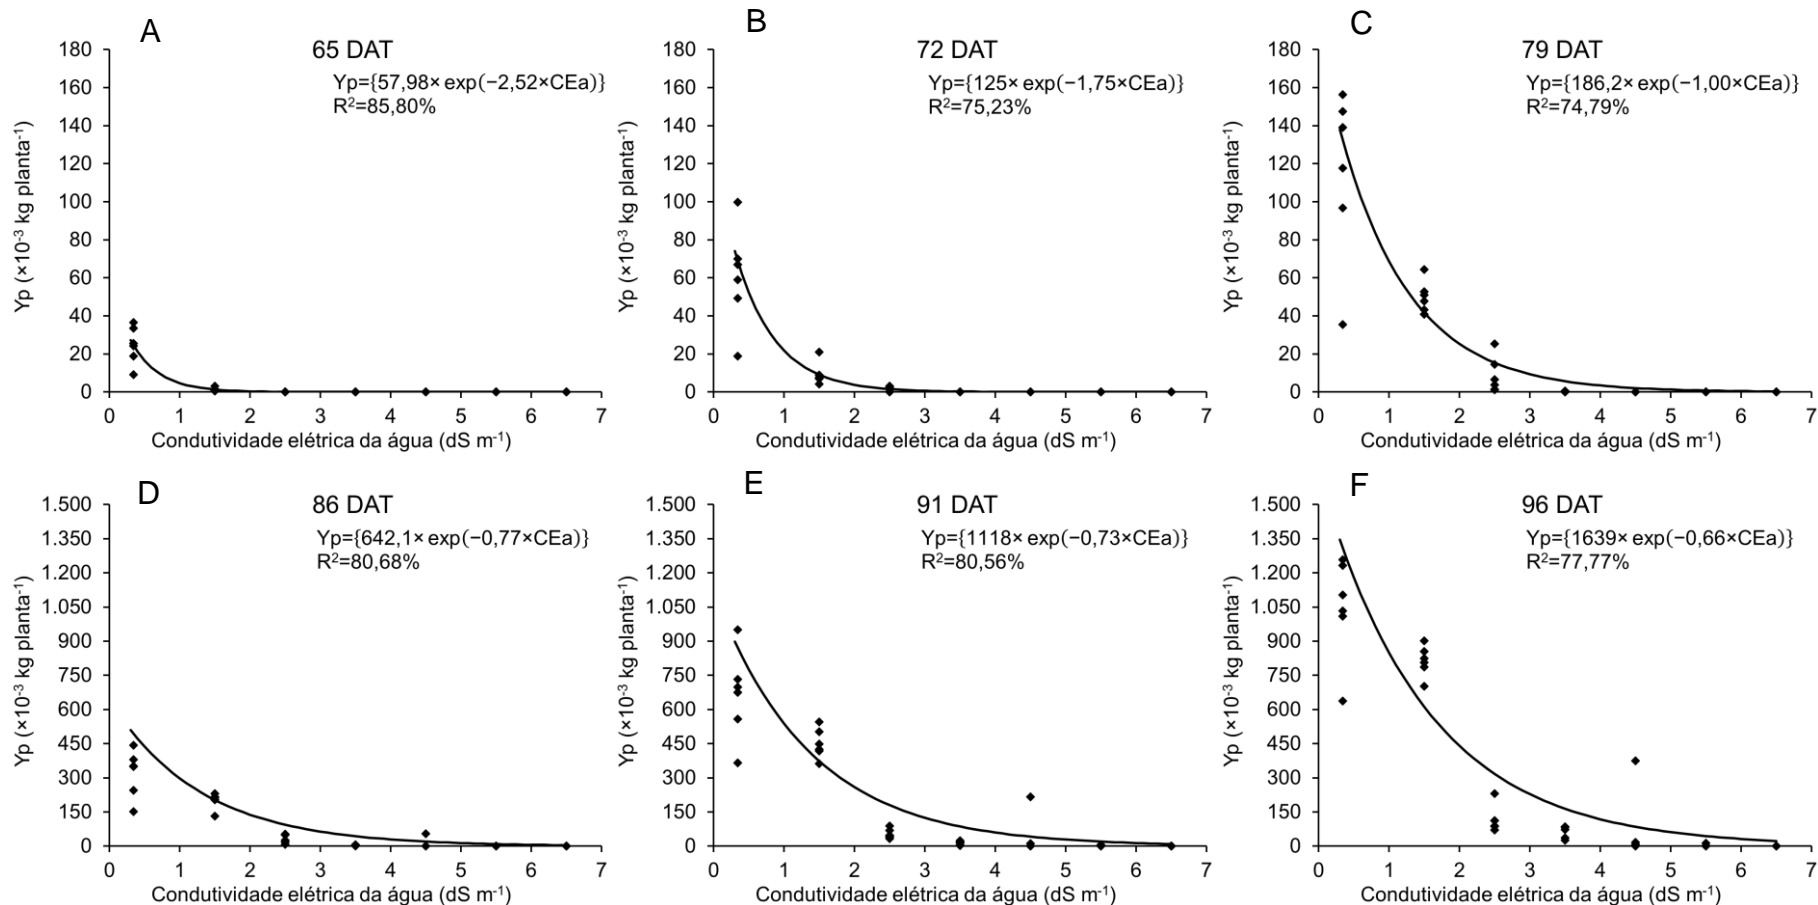 A
65 DAT
Yp={57,98× exp(−2,52×CEa)}
R²=85,80%
Yp (×10⁻³ kg planta⁻¹)
180
160
140
120
100
80
60
40
20
0
0 1 2 3 4 5 6 7
Condutividade elétrica da água (dS m⁻¹)
B
72 DAT
Yp={125× exp(−1,75×CEa)}
R²=75,23%
Yp (×10⁻³ kg planta⁻¹)
180
160
140
120
100
80
60
40
20
0
0 1 2 3 4 5 6 7
Condutividade elétrica da água (dS m⁻¹)
C
79 DAT
Yp={186,2× exp(−1,00×CEa)}
R²=74,79%
Yp (×10⁻³ kg planta⁻¹)
180
160
140
120
100
80
60
40
20
0
0 1 2 3 4 5 6 7
Condutividade elétrica da água (dS m⁻¹)
D
86 DAT
Yp={642,1× exp(−0,77×CEa)}
R²=80,68%
Yp (×10⁻³ kg planta⁻¹)
1.500
1.350
1.200
1.050
900
750
600
450
300
150
0
0 1 2 3 4 5 6 7
Condutividade elétrica da água (dS m⁻¹)
E
91 DAT
Yp={1118× exp(−0,73×CEa)}
R²=80,56%
Yp (×10⁻³ kg planta⁻¹)
1.500
1.350
1.200
1.050
900
750
600
450
300
150
0
0 1 2 3 4 5 6 7
Condutividade elétrica da água (dS m⁻¹)
F
96 DAT
Yp={1639× exp(−0,66×CEa)}
R²=77,77%
Yp (×10⁻³ kg planta⁻¹)
1.500
1.350
1.200
1.050
900
750
600
450
300
150
0
0 1 2 3 4 5 6 7
Condutividade elétrica da água (dS m⁻¹)